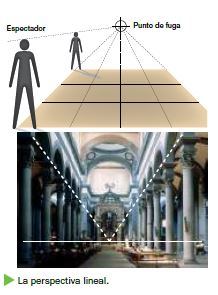 Espectador
Punto de fuga
La perspectiva lineal.